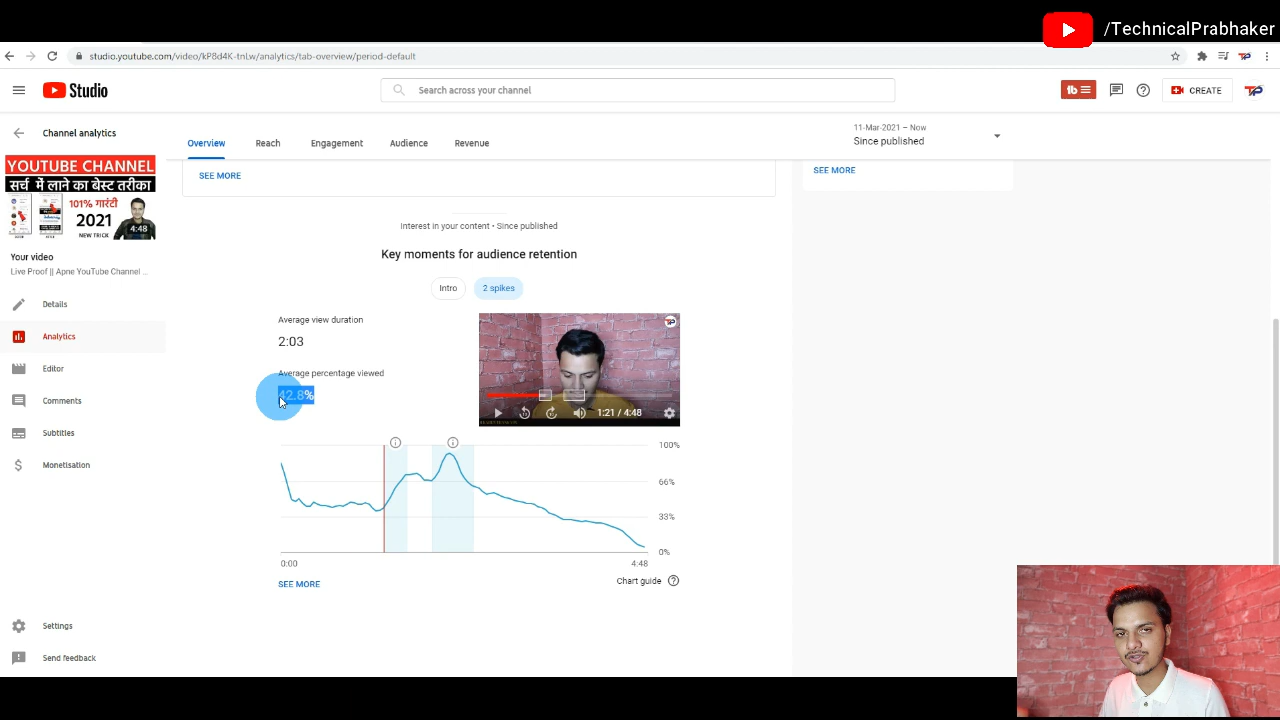 /TechnicalPrabhaker
studio.youtube.com/video/kP8d4K-tnLw/analytics/tab-overview/period-default
Studio
Search across your channel
CREATE
Channel analytics
Overview
Reach
Engagement
Audience
Revenue
11-Mar-2021 – Now
Since published
YOUTUBE CHANNEL
सर्च में लाने का बेस्ट तरीका
101% गारंटी
2021
NEW TRICK
4:48
SEE MORE
SEE MORE
Your video
Live Proof || Apne YouTube Channel ...
Details
Analytics
Editor
Comments
Subtitles
Monetisation
Settings
Send feedback
Interest in your content • Since published
Key moments for audience retention
Intro
2 spikes
Average view duration
2:03
Average percentage viewed
42.8%
1:21 / 4:48
100%
66%
33%
0%
0:00
4:48
SEE MORE
Chart guide